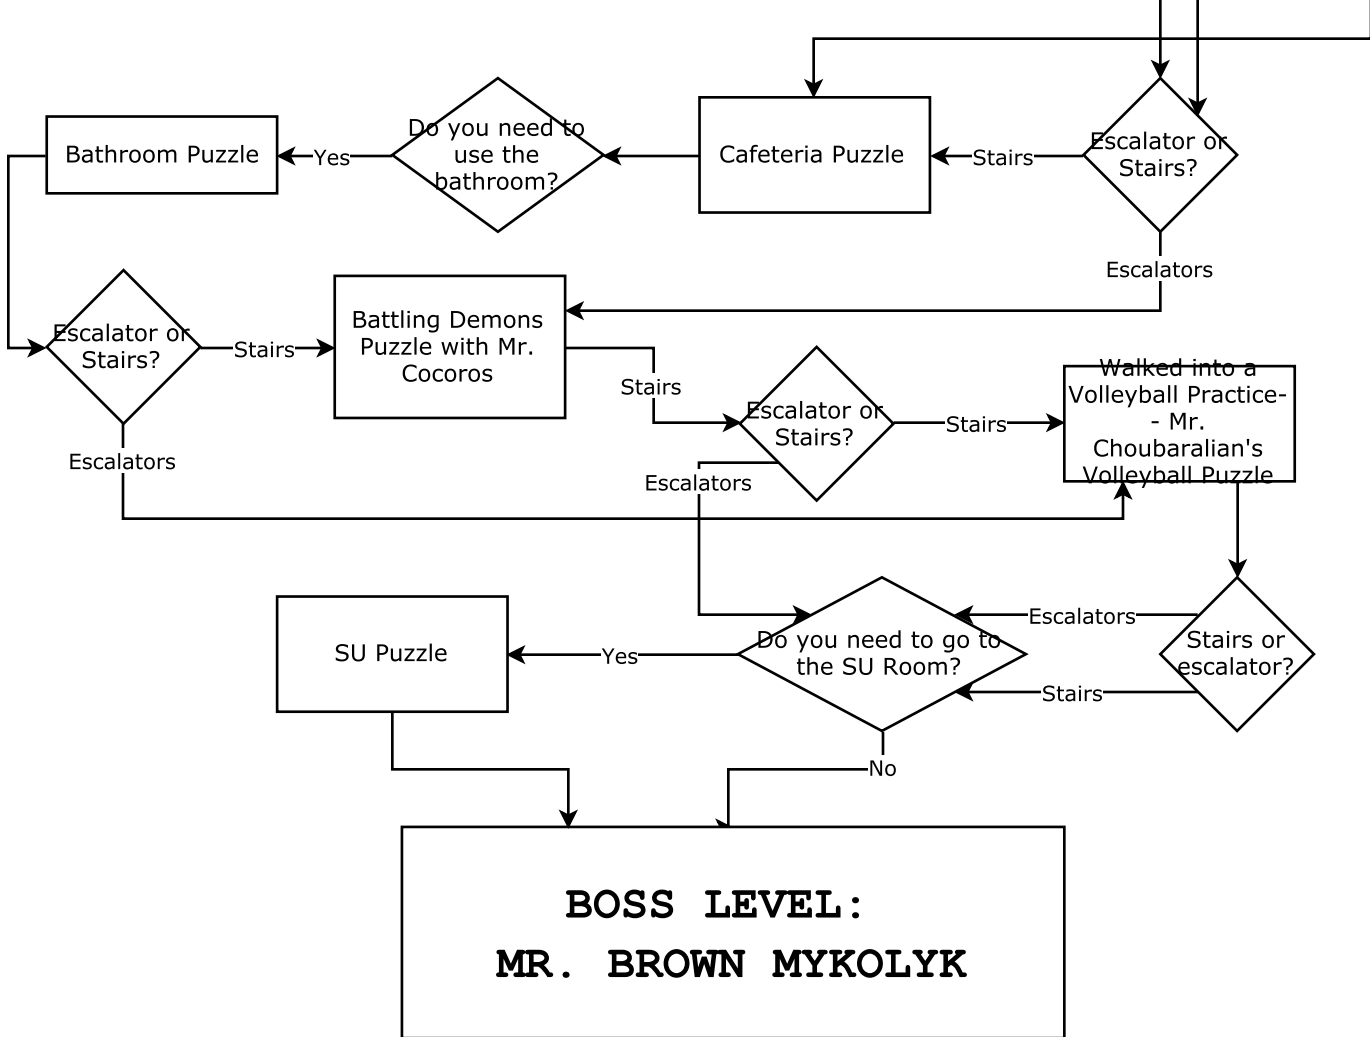 Do you need to
use the
bathroom?
Bathroom Puzzle
Yes
Cafeteria Puzzle
Stairs
Escalator or
Stairs?
Escalators
Escalator or
Stairs?
Stairs
Battling Demons
Puzzle with Mr.
Cocoros
Stairs
Escalator or
Stairs?
Stairs
Walked into a
Volleyball Practice-
- Mr.
Choubaralian's
Volleyball Puzzle
Escalators
Escalators
SU Puzzle
Yes
Do you need to go to
the SU Room?
Escalators
Stairs
Stairs or
escalator?
No
BOSS LEVEL:
MR. BROWN MYKOLYK